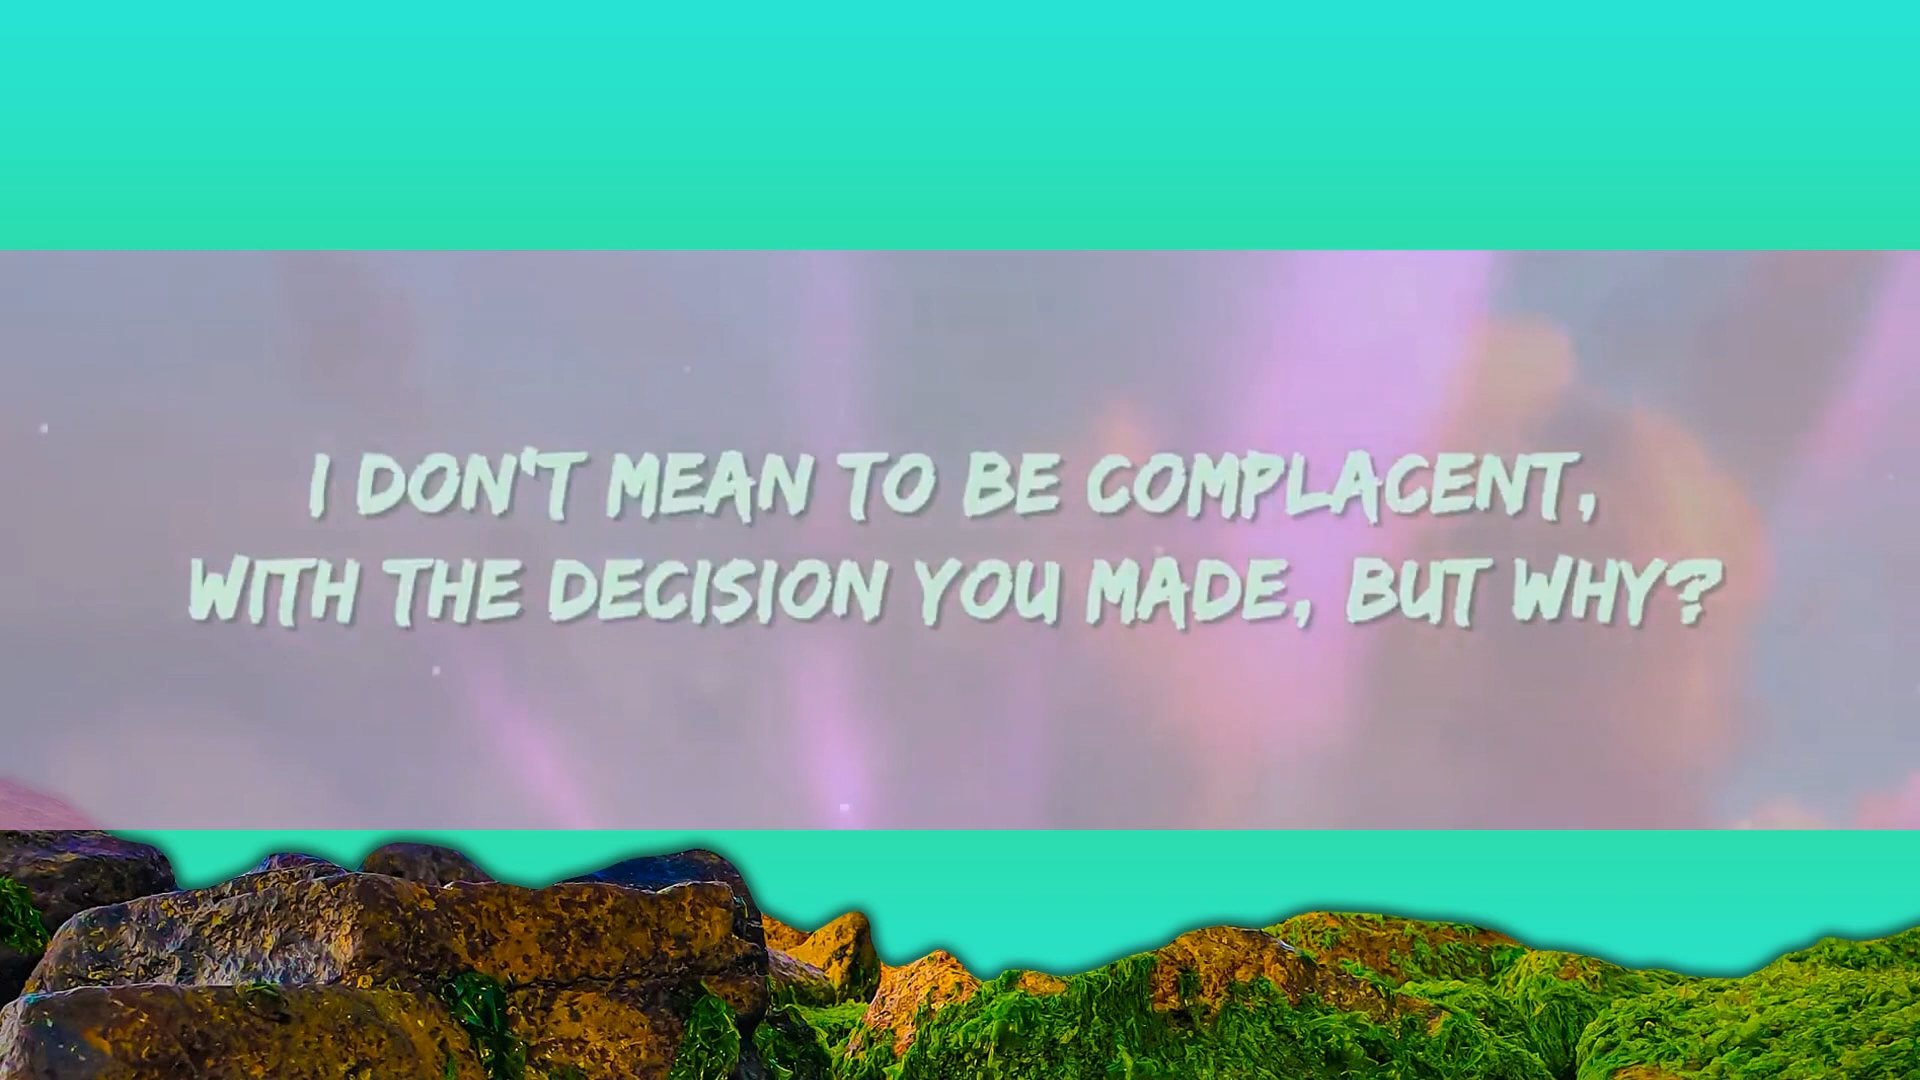 I DON'T MEAN TO BE COMPLACENT,
WITH THE DECISION YOU MADE, BUT WHY?